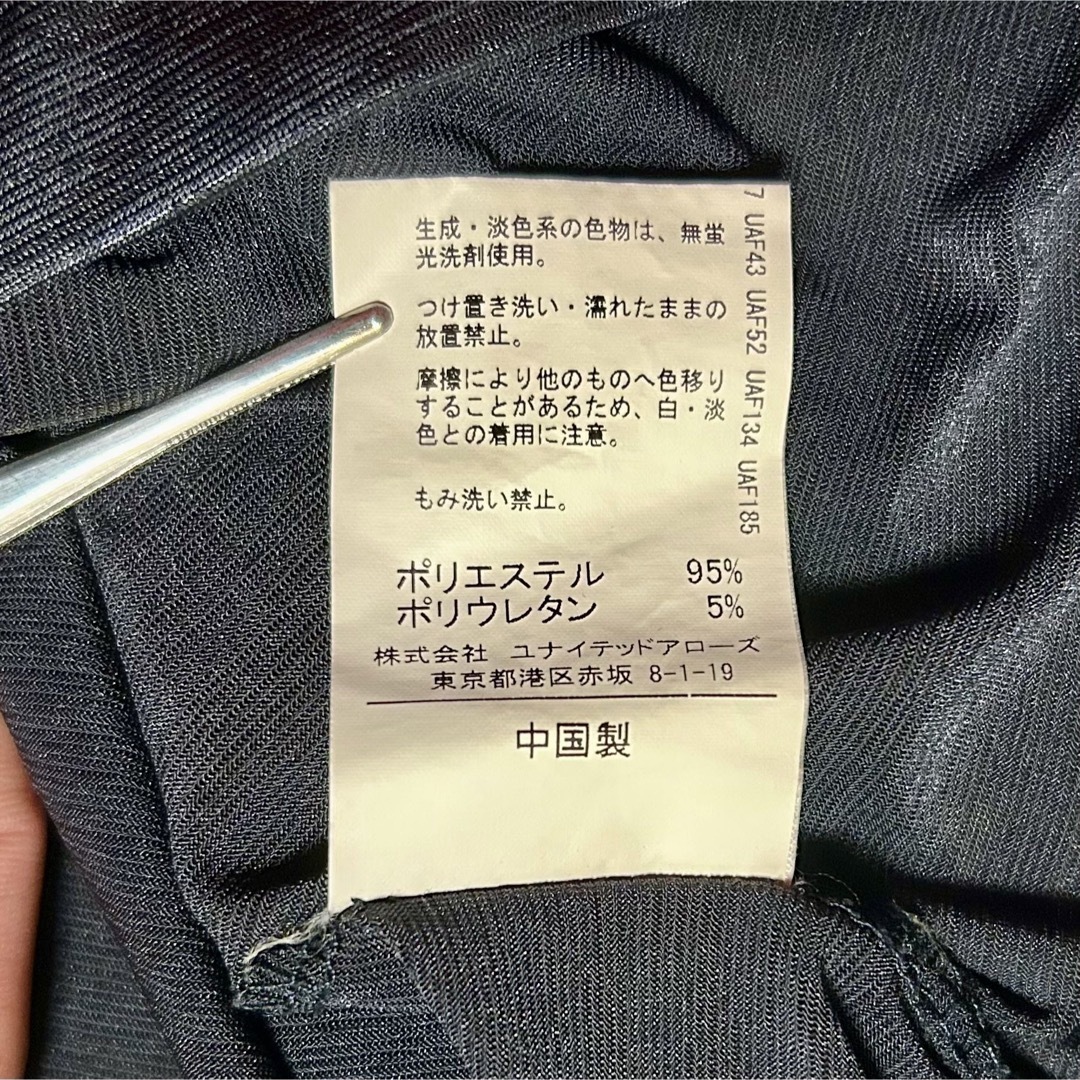 生成・淡色系の色物は、無蛍
光洗剤使用。
つけ置き洗い・濡れたままの
放置禁止。
摩擦により他のものへ色移り
することがあるため、白・淡
色との着用に注意。
もみ洗い禁止。
ポリエステル 95%
ポリウレタン 5%
株式会社 ユナイテッドアローズ
東京都港区赤坂 8-1-19
中国製
7 UAF43 UAF52 UAF134 UAF185